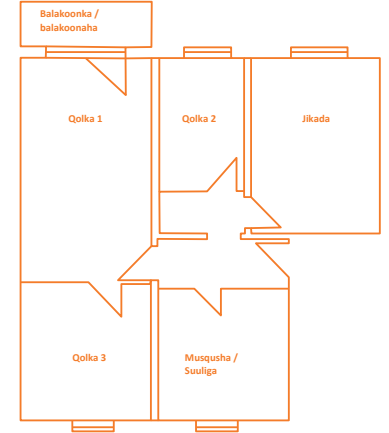 Balakoonka /
balakoonaha
Qolka 1
Qolka 2
Jikada
Qolka 3
Musqusha /
Suuliga